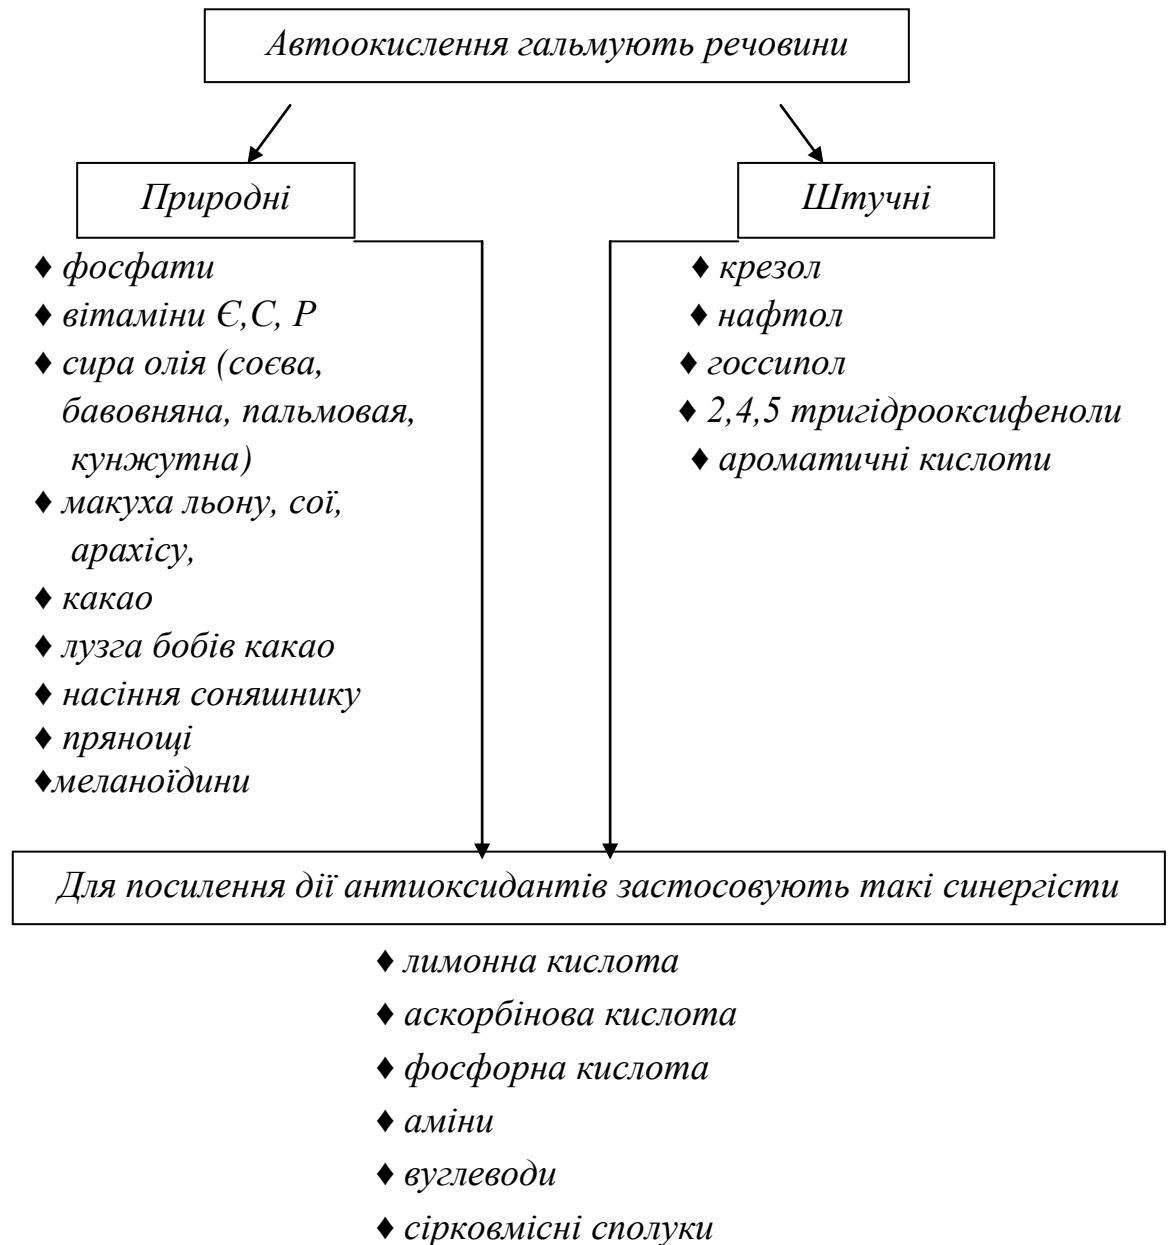 Автоокислення гальмують речовини
Природні
♦ фосфати
♦ вітаміни Є,С, Р
♦ сира олія (соєва,
бавовняна, пальмовая,
кунжутна)
♦ макуха льону, сої,
арахісу,
♦ какао
♦ лузга бобів какао
♦ насіння соняшнику
♦ прянощі
♦меланоїдини
Штучні
♦ крезол
♦ нафтол
♦ госсипол
♦ 2,4,5 тригідрооксифеноли
♦ ароматичні кислоти
Для посилення дії антиоксидантів застосовують такі синергісти
♦ лимонна кислота
♦ аскорбінова кислота
♦ фосфорна кислота
♦ аміни
♦ вуглеводи
♦ сірковмісні сполуки